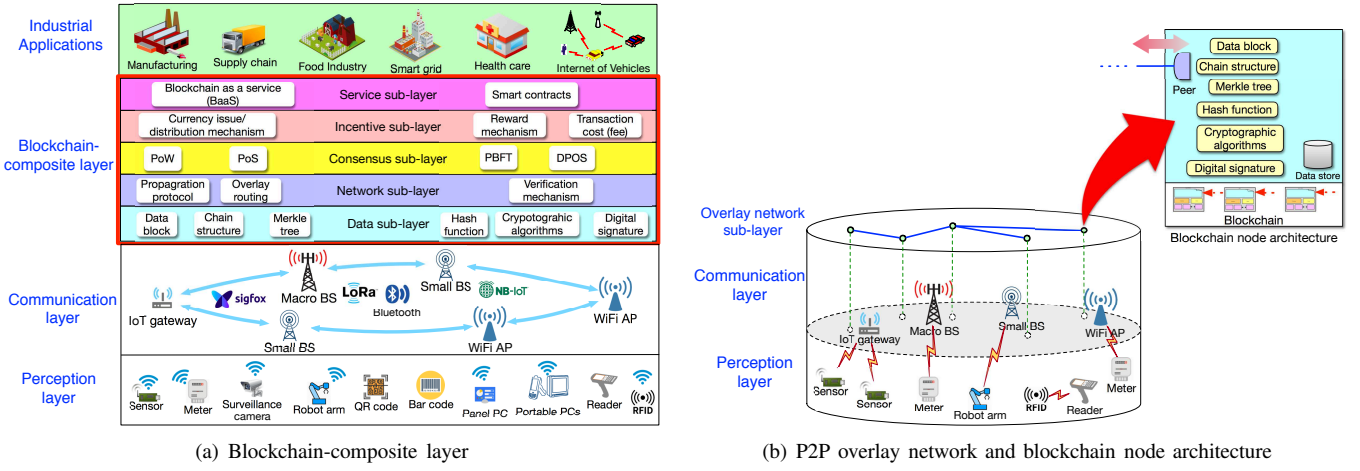 Industrial
Applications
Manufacturing
Supply chain
Food Industry
Smart grid
Health care
Internet of Vehicles
Blockchain-
composite layer
Blockchain as a service
(BaaS)
Service sub-layer
Smart contracts
Currency issue/
distribution mechanism
Incentive sub-layer
Reward
mechanism
Transaction
cost (fee)
PoW
PoS
Consensus sub-layer
PBFT
DPOS
Propagration
protocol
Overlay
routing
Network sub-layer
Verification
mechanism
Data
block
Chain
structure
Merkle
tree
Data sub-layer
Hash
function
Crypotograhic
algorithms
Digital
signature
Communication
layer
IoT gateway
sigfox
Macro BS
LoRa
Bluetooth
Small BS
NB-IoT
WiFi AP
Small BS
WiFi AP
Perception
layer
Sensor
Meter
Surveillance
camera
Robot arm
QR code
Bar code
Panel PC
Portable PCs
Reader
RFID
(a) Blockchain-composite layer
Peer
Data block
Chain structure
Merkle tree
Hash function
Cryptographic
algorithms
Digital signature
Data store
Blockchain
Blockchain node architecture
Overlay network
sub-layer
Communication
layer
IoT gateway
Macro BS
Small BS
WiFi AP
Perception
layer
Sensor
Sensor
Meter
Robot arm
RFID
Reader
Meter
(b) P2P overlay network and blockchain node architecture